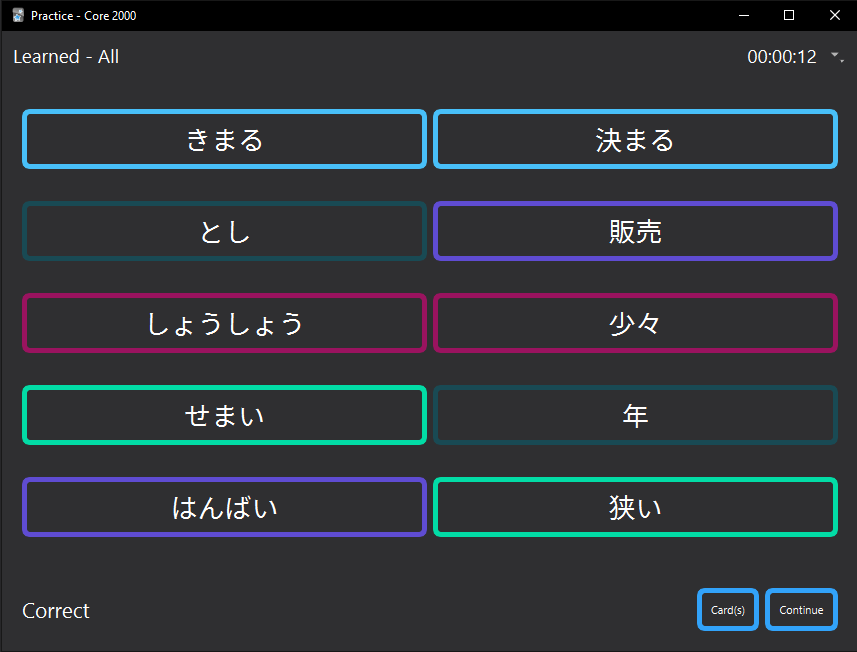 Practice - Core 2000
Learned - All
00:00:12
きまる
決まる
とし
販売
しょうしょう
少々
せまい
年
はんばい
狭い
Correct
Card(s)
Continue